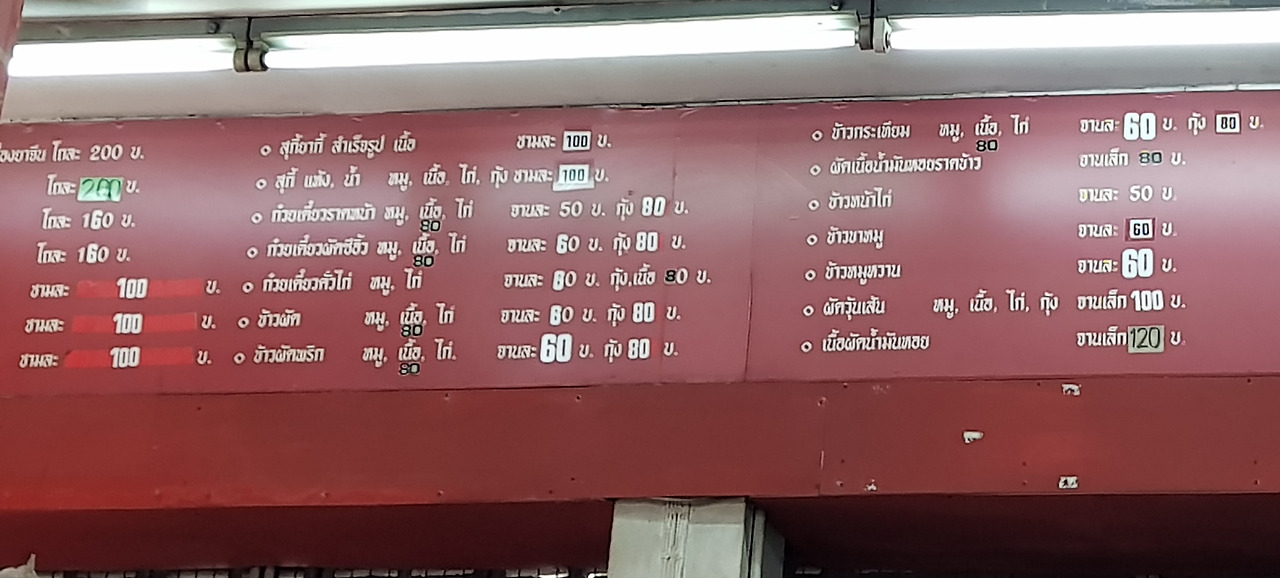 องยาจีน โถละ 200 บ.
โถละ 200 บ.
โถละ 160 บ.
โถละ 160 บ.
ชามละ 100 บ.
ชามละ 100 บ.
ชามละ 100 บ.
○ สุกี้ยากี้ สำเร็จรูป เนื้อ ชามละ 100 บ.
○ สุกี้ แห้ง, น้ำ หมู, เนื้อ, ไก่, กุ้ง ชามละ 100 บ.
○ ก๋วยเตี๋ยวราดหน้า หมู, เนื้อ, ไก่ จานละ 50 บ. กุ้ง 80 บ.
80
○ ก๋วยเตี๋ยวผัดซีอิ๊ว หมู, เนื้อ, ไก่ จานละ 60 บ. กุ้ง 80 บ.
80
○ ก๋วยเตี๋ยวคั่วไก่ หมู, ไก่ จานละ 60 บ. กุ้ง,เนื้อ 80 บ.
○ ข้าวผัด หมู, เนื้อ, ไก่ จานละ 60 บ. กุ้ง 80 บ.
80
○ ข้าวผัดพริก หมู, เนื้อ, ไก่. จานละ 60 บ. กุ้ง 80 บ.
80
○ ข้าวกระเทียม หมู, เนื้อ, ไก่ จานละ 60 บ. กุ้ง 80 บ.
80
○ ผัดเนื้อน้ำมันหอยราดข้าว จานเล็ก 80 บ.
○ ข้าวหน้าไก่ จานละ 50 บ.
○ ข้าวขาหมู จานละ 60 บ.
○ ข้าวหมูหวาน จานละ 60 บ.
○ ผัดวุ้นเส้น หมู, เนื้อ, ไก่, กุ้ง จานเล็ก 100 บ.
○ เนื้อผัดน้ำมันหอย จานเล็ก 120 บ.